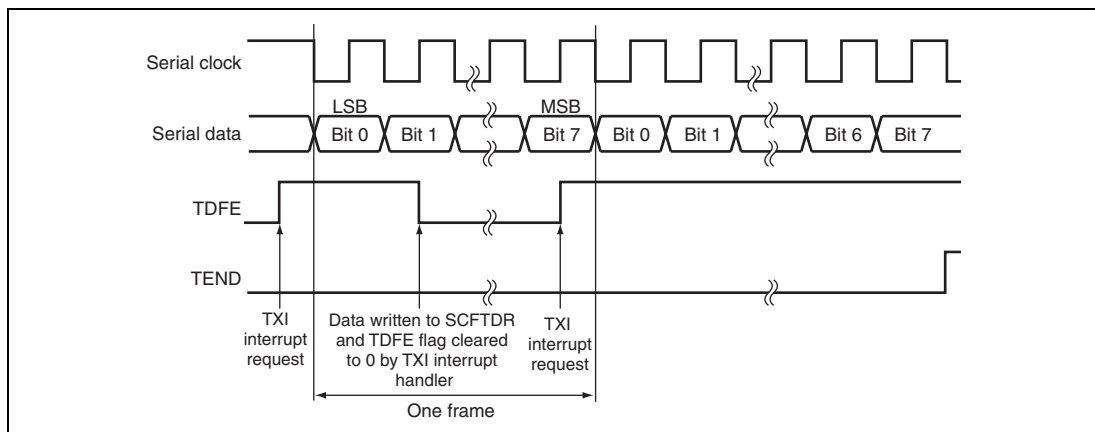 Serial clock
LSB
MSB
Serial data
Bit 0
Bit 1
Bit 7
Bit 0
Bit 1
Bit 6
Bit 7
TDFE
TEND
TXI
interrupt
request
Data written to SCFTDR
and TDFE flag cleared
to 0 by TXI interrupt
handler
TXI
interrupt
request
One frame